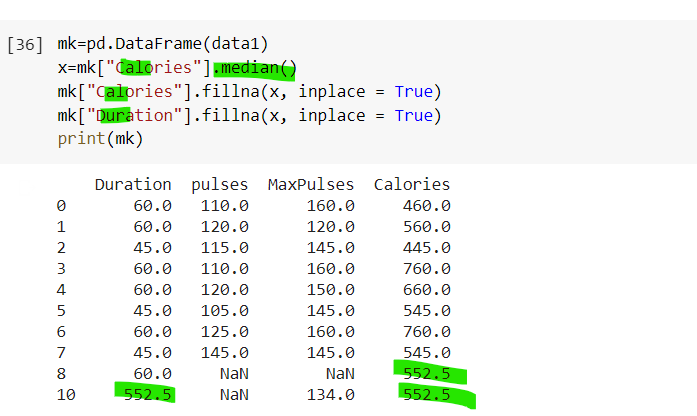 [36] mk=pd.DataFrame(data1)
x=mk["Calories"].median()
mk["Calories"].fillna(x, inplace = True)
mk["Duration"].fillna(x, inplace = True)
print(mk)
Duration pulses MaxPulses Calories
0 60.0 110.0 160.0 460.0
1 60.0 120.0 120.0 560.0
2 45.0 115.0 145.0 445.0
3 60.0 110.0 160.0 760.0
4 60.0 120.0 150.0 660.0
5 45.0 105.0 145.0 545.0
6 60.0 125.0 160.0 760.0
7 45.0 145.0 145.0 545.0
8 60.0 NaN NaN 552.5
10 552.5 NaN 134.0 552.5